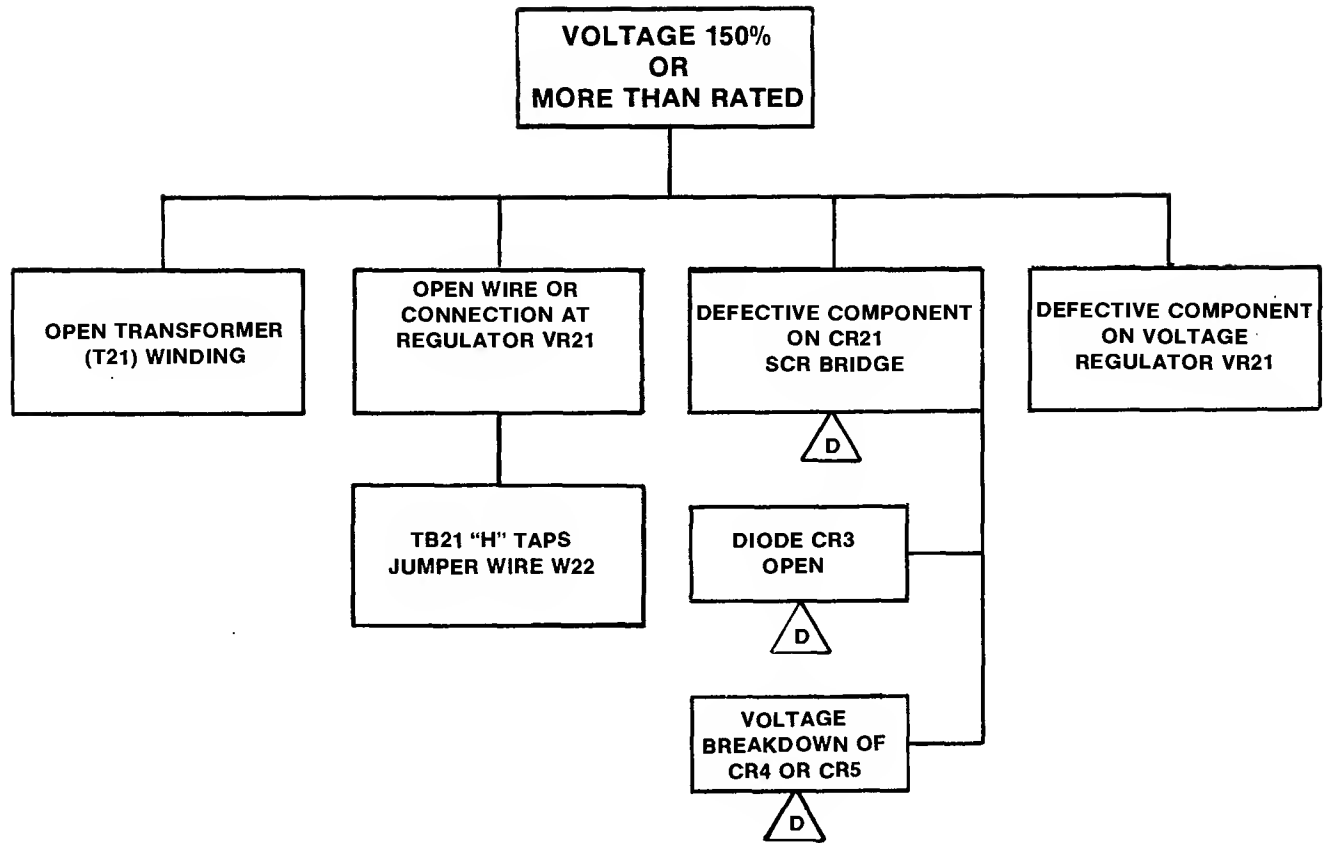 VOLTAGE 150%
OR
MORE THAN RATED
OPEN TRANSFORMER
(T21) WINDING
OPEN WIRE OR
CONNECTION AT
REGULATOR VR21
DEFECTIVE COMPONENT
ON CR21
SCR BRIDGE
DEFECTIVE COMPONENT
ON VOLTAGE
REGULATOR VR21
D
TB21 “H” TAPS
JUMPER WIRE W22
DIODE CR3
OPEN
D
VOLTAGE
BREAKDOWN OF
CR4 OR CR5
D